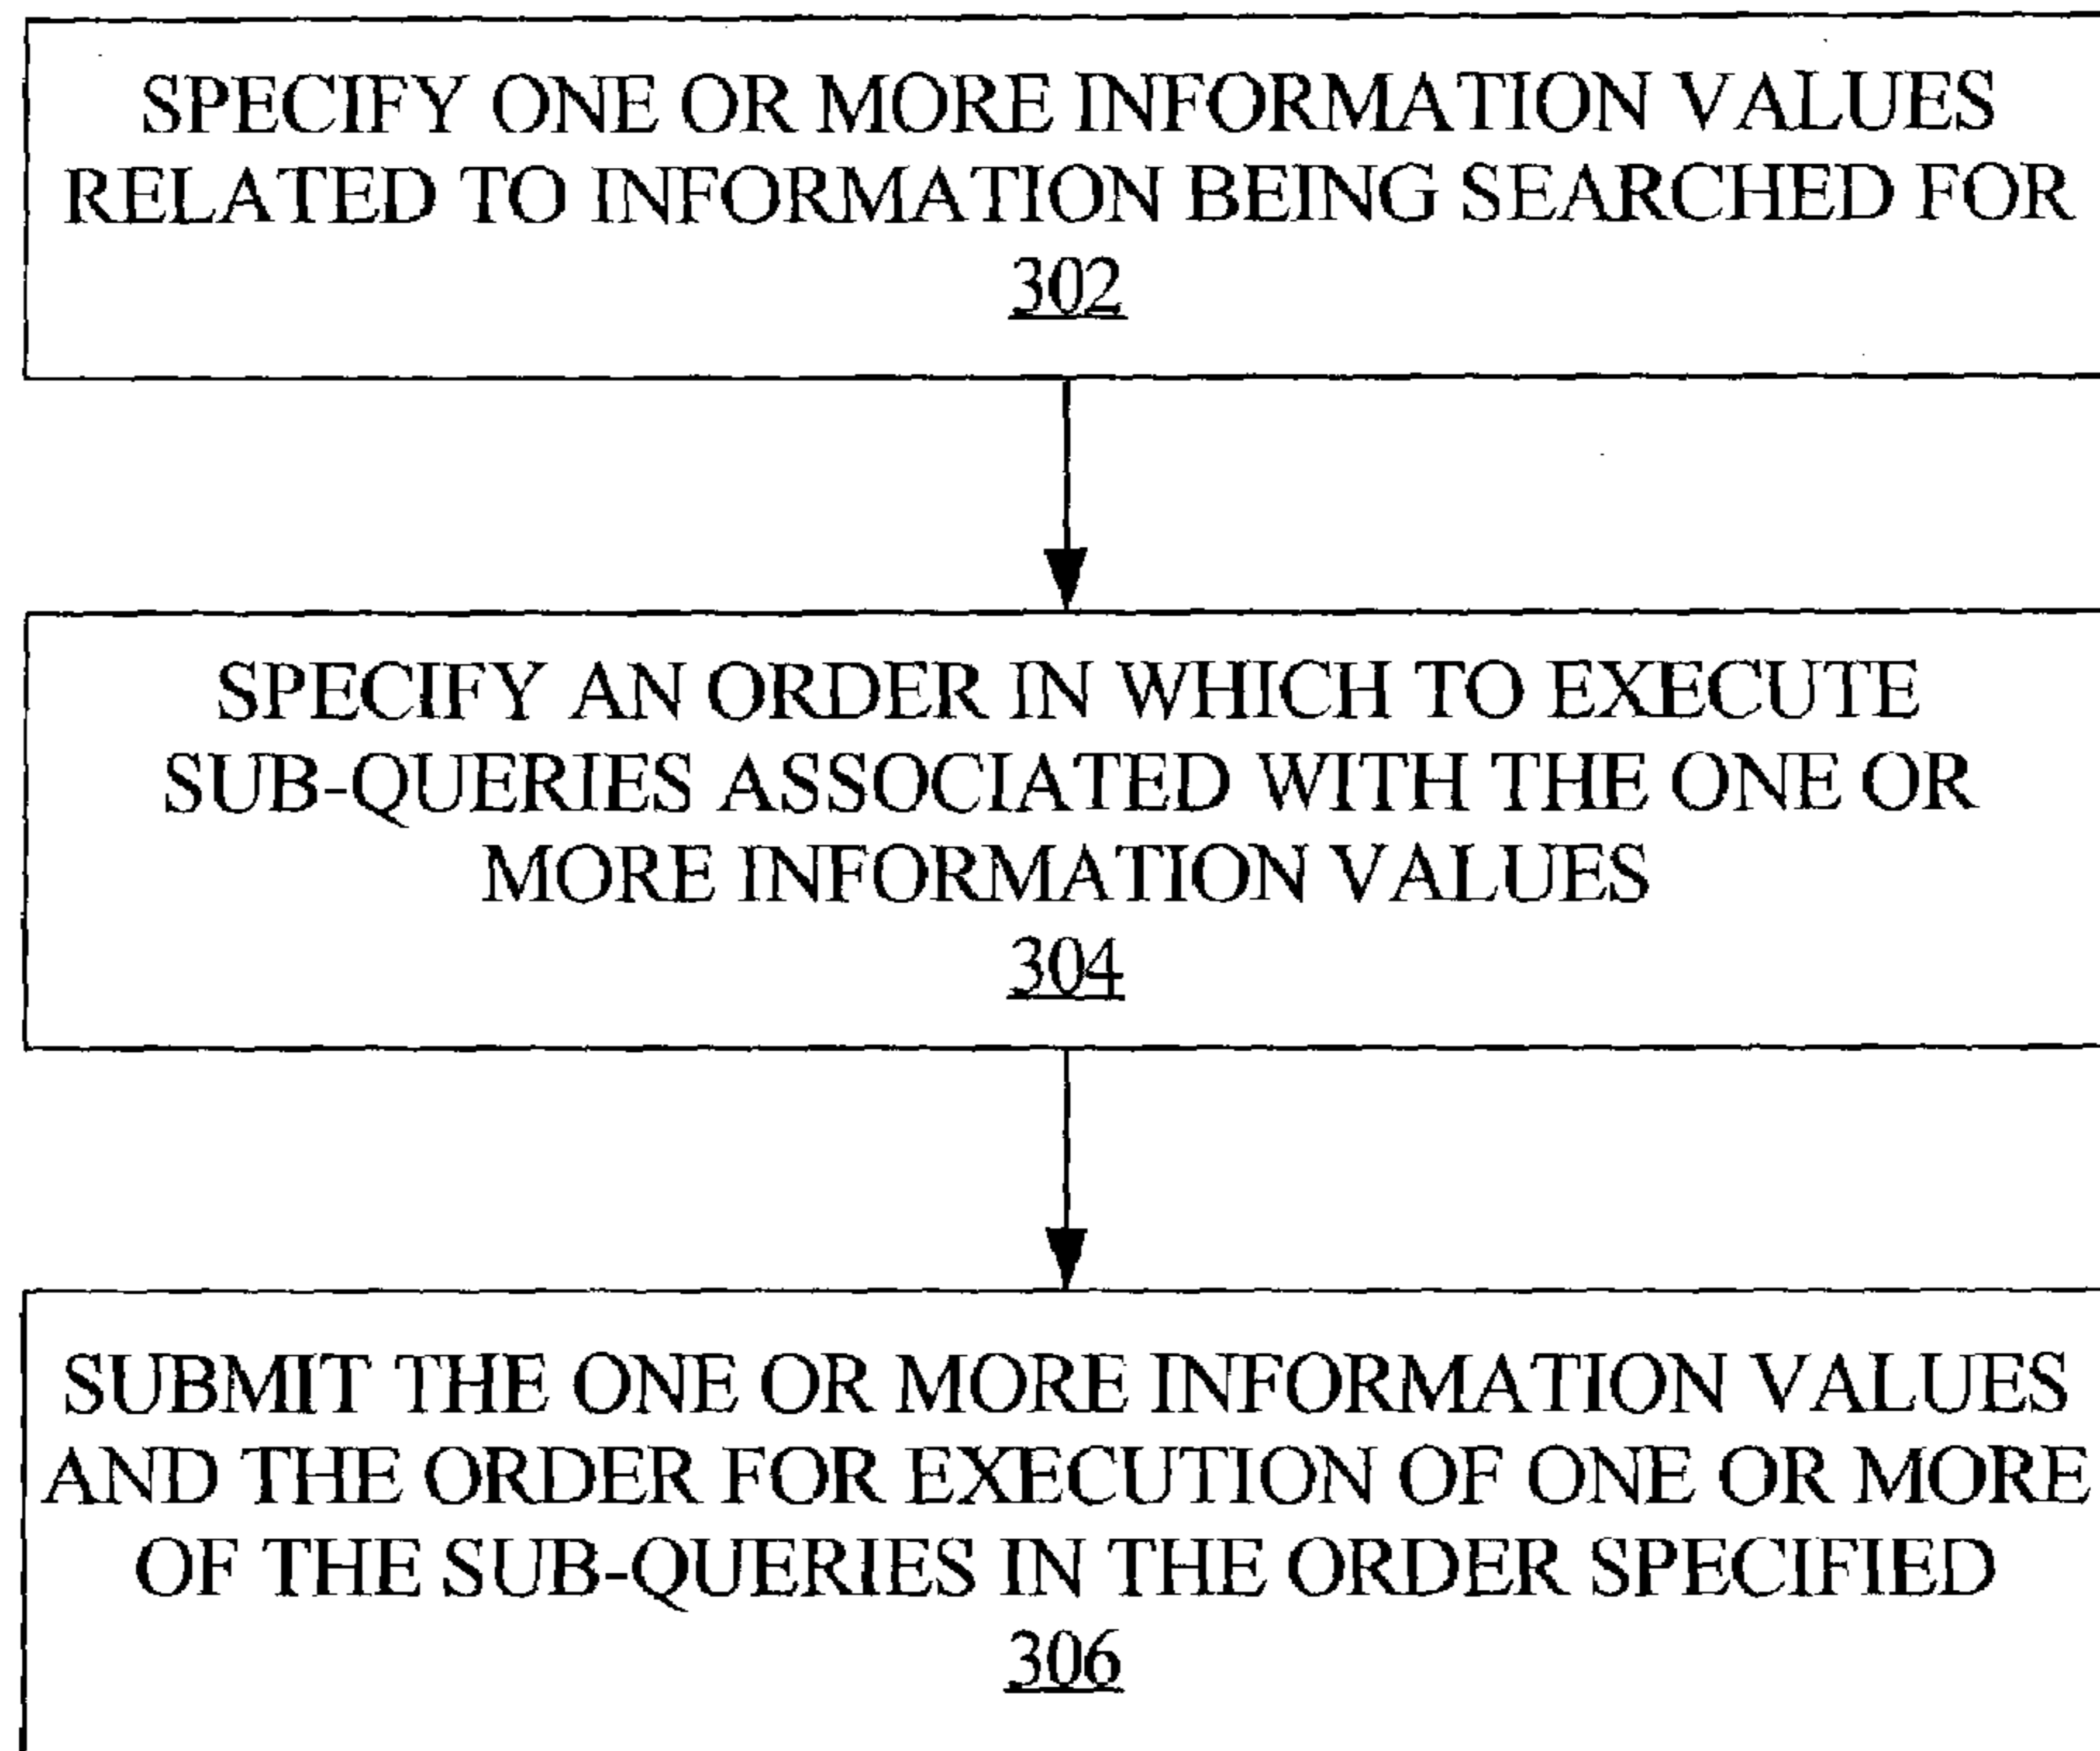 SPECIFY ONE OR MORE INFORMATION VALUES
RELATED TO INFORMATION BEING SEARCHED FOR
302
SPECIFY AN ORDER IN WHICH TO EXECUTE
SUB-QUERIES ASSOCIATED WITH THE ONE OR
MORE INFORMATION VALUES
304
SUBMIT THE ONE OR MORE INFORMATION VALUES
AND THE ORDER FOR EXECUTION OF ONE OR MORE
OF THE SUB-QUERIES IN THE ORDER SPECIFIED
306